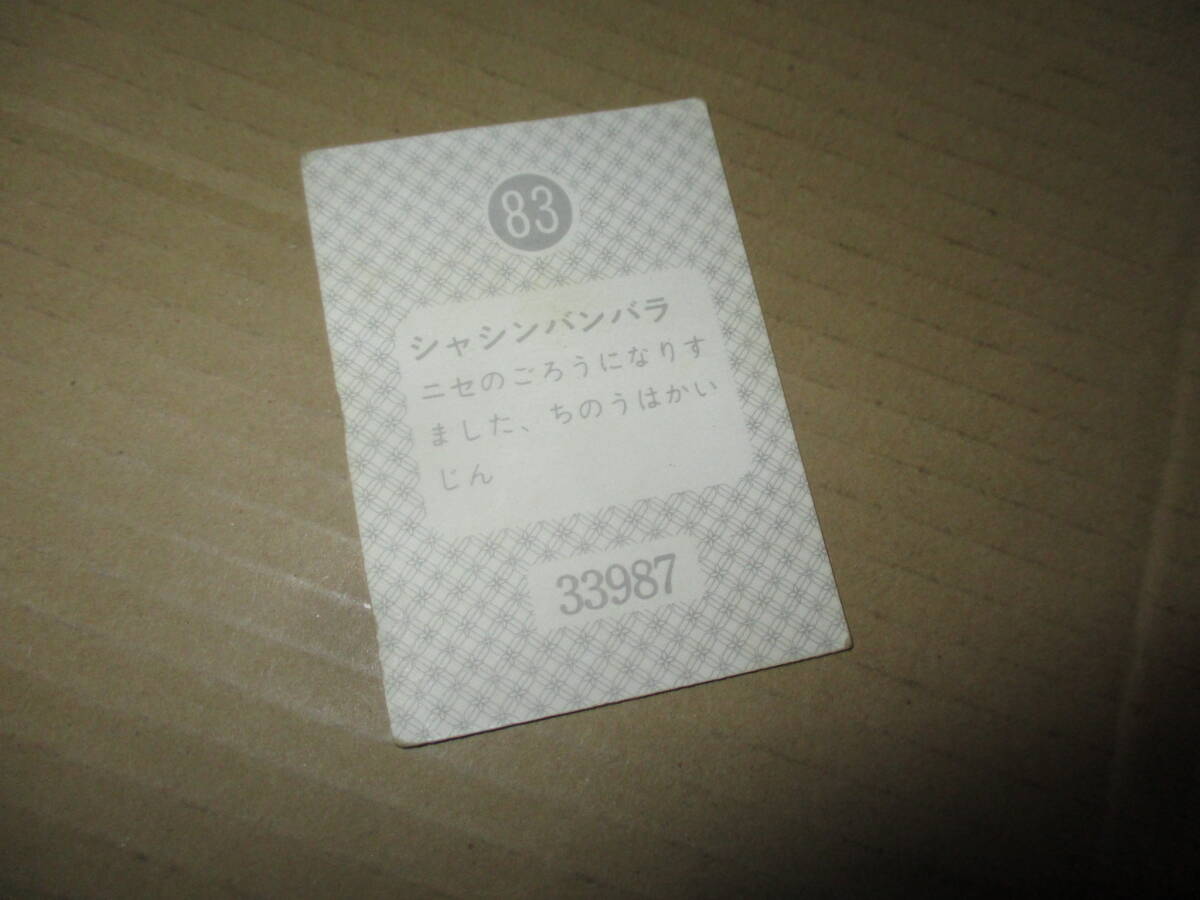 83
シャシンバンバラ
ニセのごろうになりす
ました、ちのうはかい
じん
33987